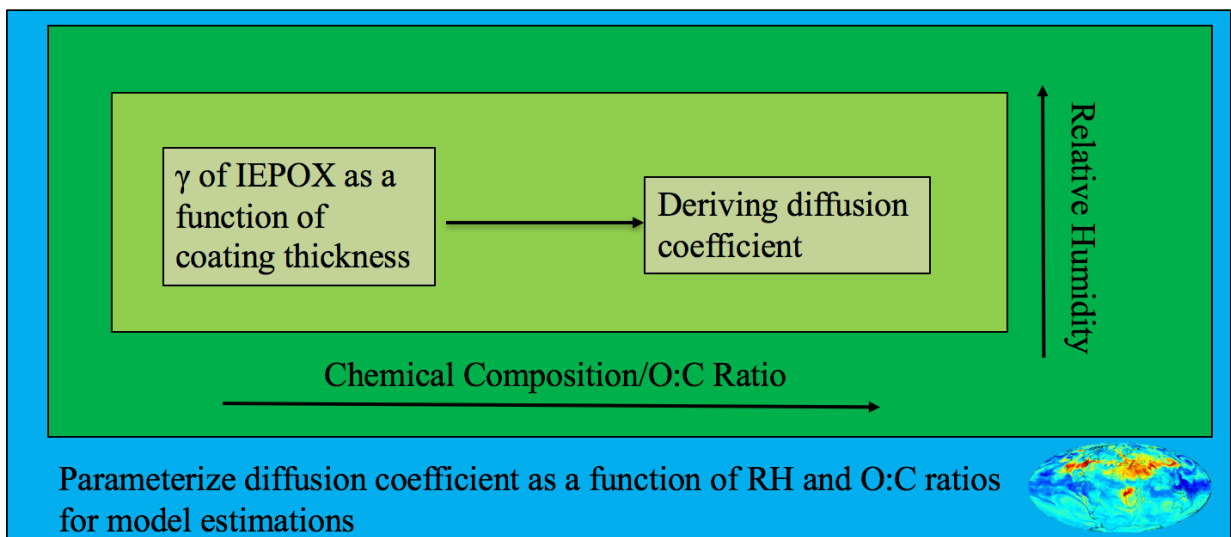 γ of IEPOX as a
function of
coating thickness
Deriving diffusion
coefficient
Relative Humidity
Chemical Composition/O:C Ratio
Parameterize diffusion coefficient as a function of RH and O:C ratios
for model estimations